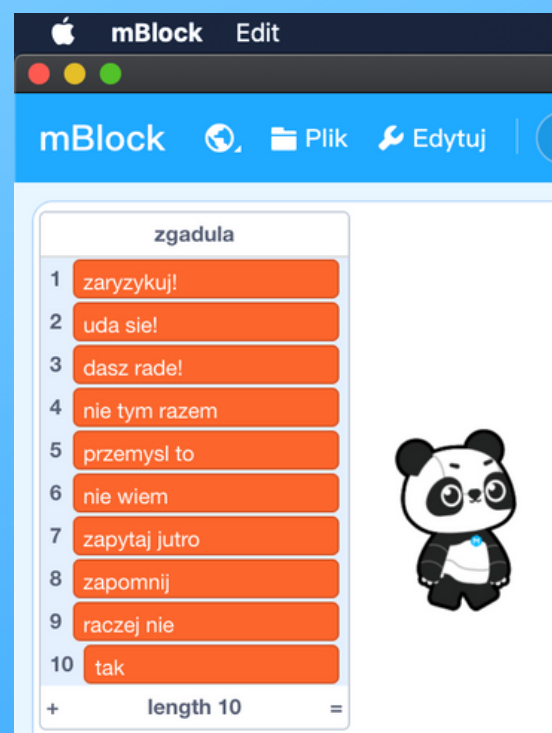 mBlock Edit
mBlock Plik Edytuj
zgadula
1 zaryzykuj!
2 uda sie!
3 dasz rade!
4 nie tym razem
5 przemysl to
6 nie wiem
7 zapytaj jutro
8 zapomnij
9 raczej nie
10 tak
+ length 10 =